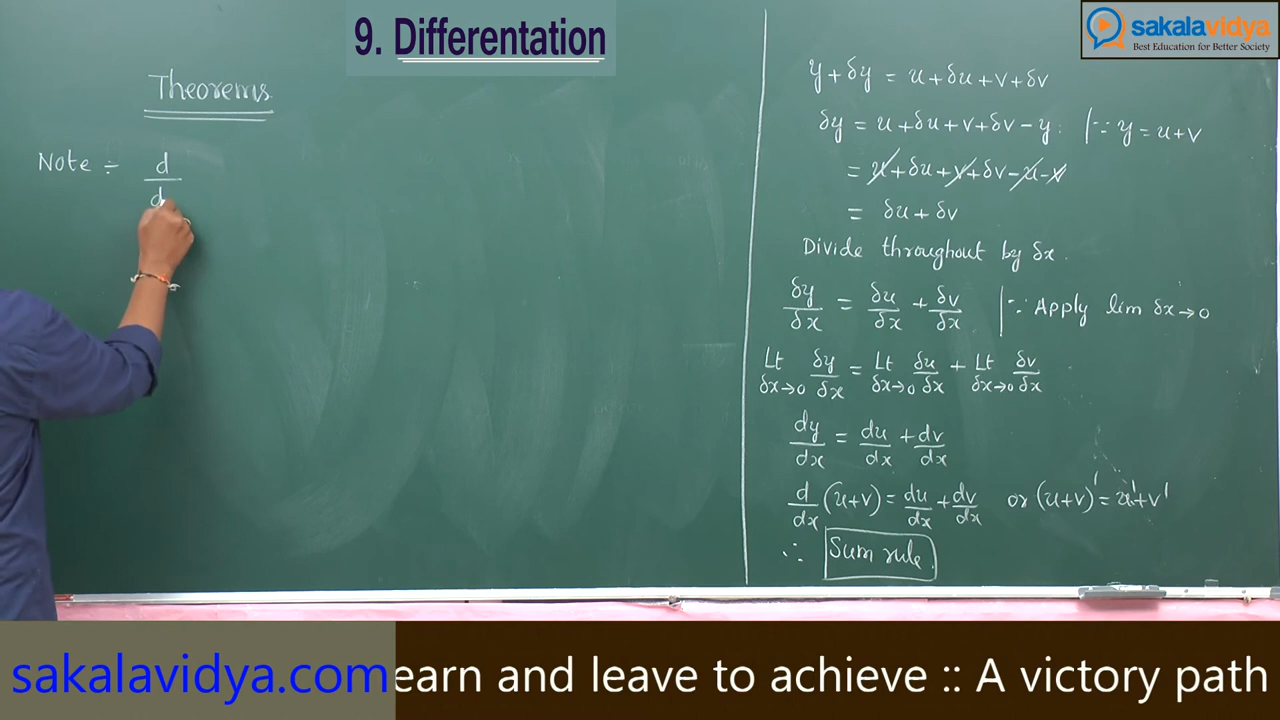 9. Differentation
sakalavidya
Best Education for Better Society
Theorems
Note ÷ d
d
y + δy = u + δu + v + δv
δy = u + δu + v + δv - y. | ∵ y = u + v
= u + δu + v + δv - u - v
= δu + δv
Divide throughout by δx.
δy/δx = δu/δx + δv/δx | ∵ Apply lim δx→0
Lt δx→0 δy/δx = Lt δx→0 δu/δx + Lt δx→0 δv/δx
dy/dx = du/dx + dv/dx
d/dx (u+v) = du/dx + dv/dx or (u+v)' = u' + v'
∴ Sum rule.
sakalavidya.com earn and leave to achieve :: A victory path